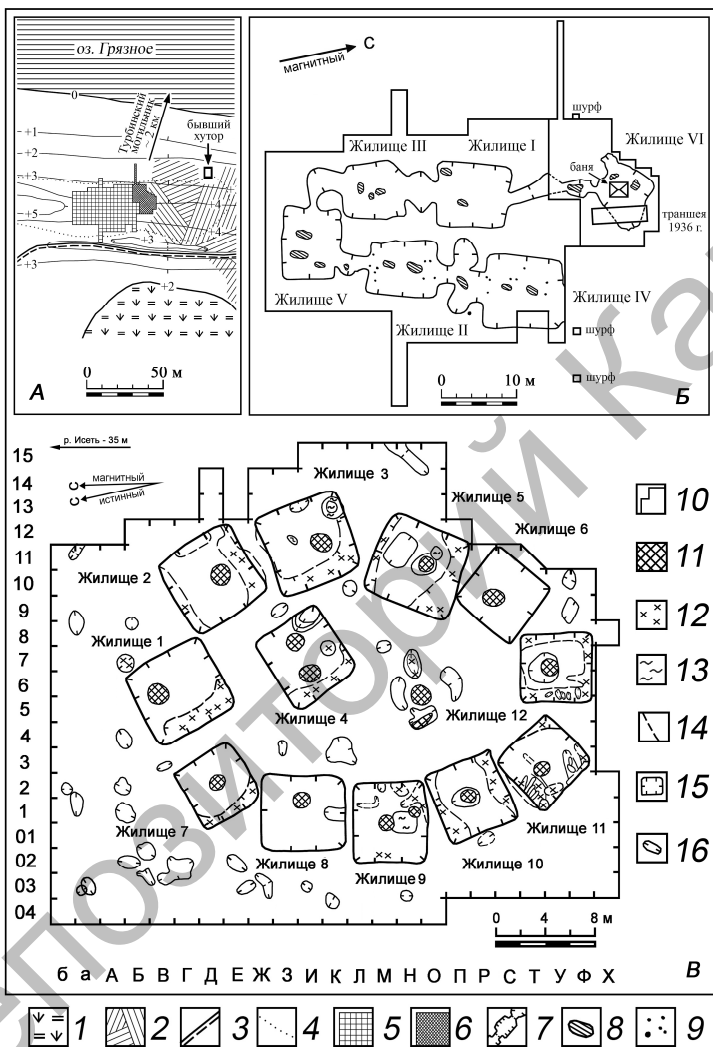 оз. Грязное
0
Турбинский
могильник
~ 2 км
бывший
хутор
+1
+2
+3
+4
+5
+4
+3
+3
+2
0 50 м
А
С
магнитный
шурф
Жилище III
Жилище I
Жилище VI
баня
траншея
1936 г.
Жилище V
Жилище II
Жилище IV
шурф
шурф
0 10 м
Б
р. Исеть - 35 м
С магнитный
С истинный
15
14
13
12
11
10
9
8
7
6
5
4
3
2
1
01
02
03
04
Жилище 3
Жилище 5
Жилище 6
Жилище 2
Жилище 1
Жилище 4
Жилище 12
Жилище 7
Жилище 8
Жилище 9
Жилище 10
Жилище 11
0 4 8 м
В
б а А Б В Г Д Е Ж З И К Л М Н О П Р С Т У Ф Х
10
11
12
13
14
15
16
1 2 3 4 5 6 7 8 9